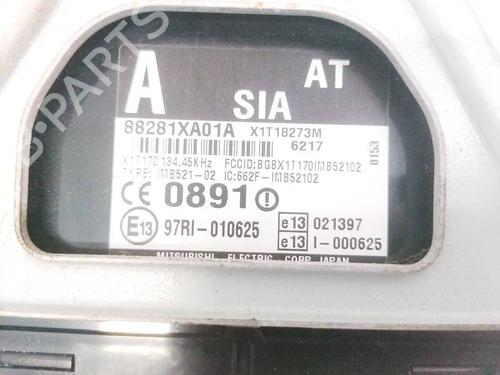 A AT
SIA
88281XA01A X1T18273M
6217
0153
X1T170 134.45KHz FCCID:BGBX1T170IMB52102
TYPE: IMB521-02 IC:662F-IMB52102
CE 0891
E13 97RI-010625
e13 021397
e13 I-000625
MITSUBISHI ELECTRIC CORP. JAPAN
B-PARTS